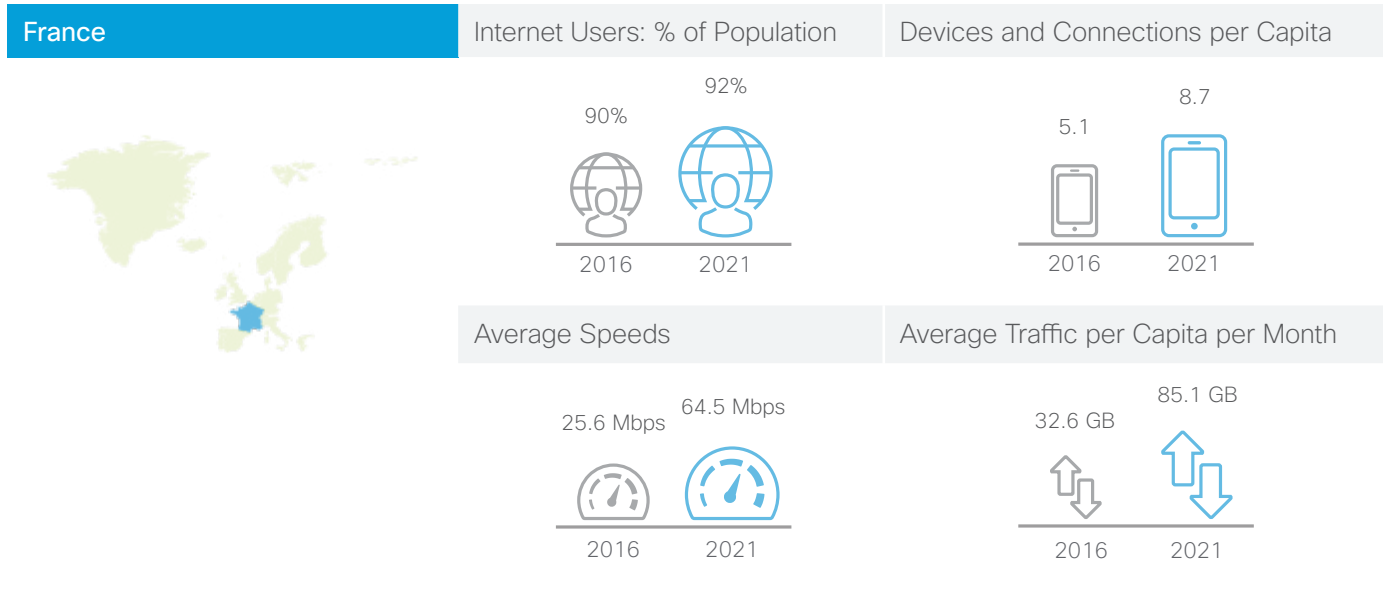 France
Internet Users: % of Population
Devices and Connections per Capita
90%
92%
2016
2021
5.1
8.7
2016
2021
Average Speeds
Average Traffic per Capita per Month
25.6 Mbps
64.5 Mbps
2016
2021
32.6 GB
85.1 GB
2016
2021